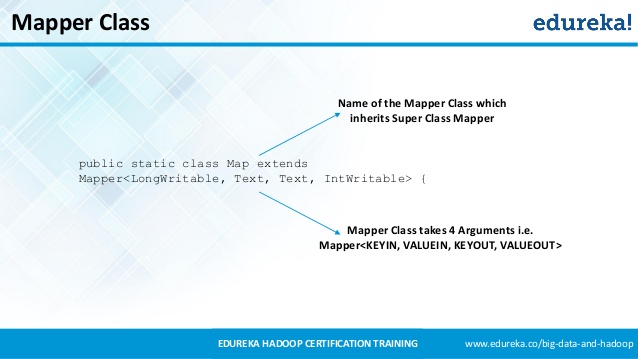 Mapper Class
edureka!
Name of the Mapper Class which
inherits Super Class Mapper
public static class Map extends
Mapper<LongWritable, Text, Text, IntWritable> {
Mapper Class takes 4 Arguments i.e.
Mapper<KEYIN, VALUEIN, KEYOUT, VALUEOUT>
EDUREKA HADOOP CERTIFICATION TRAINING
www.edureka.co/big-data-and-hadoop